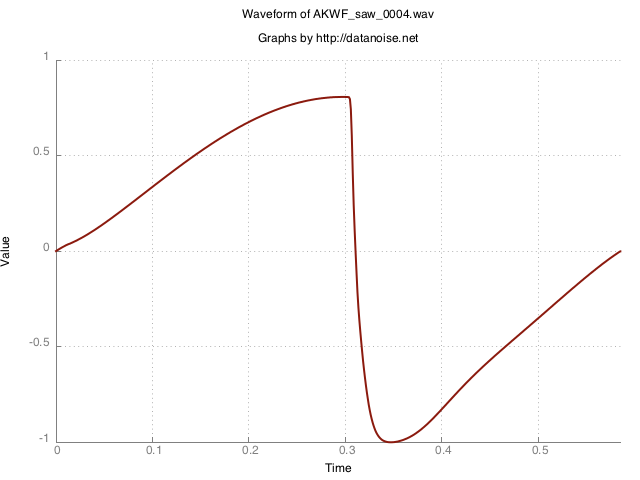 Waveform of AKWF_saw_0004.wav
Graphs by http://datanoise.net
1
0.5
0
-0.5
-1
Value
0 0.1 0.2 0.3 0.4 0.5
Time